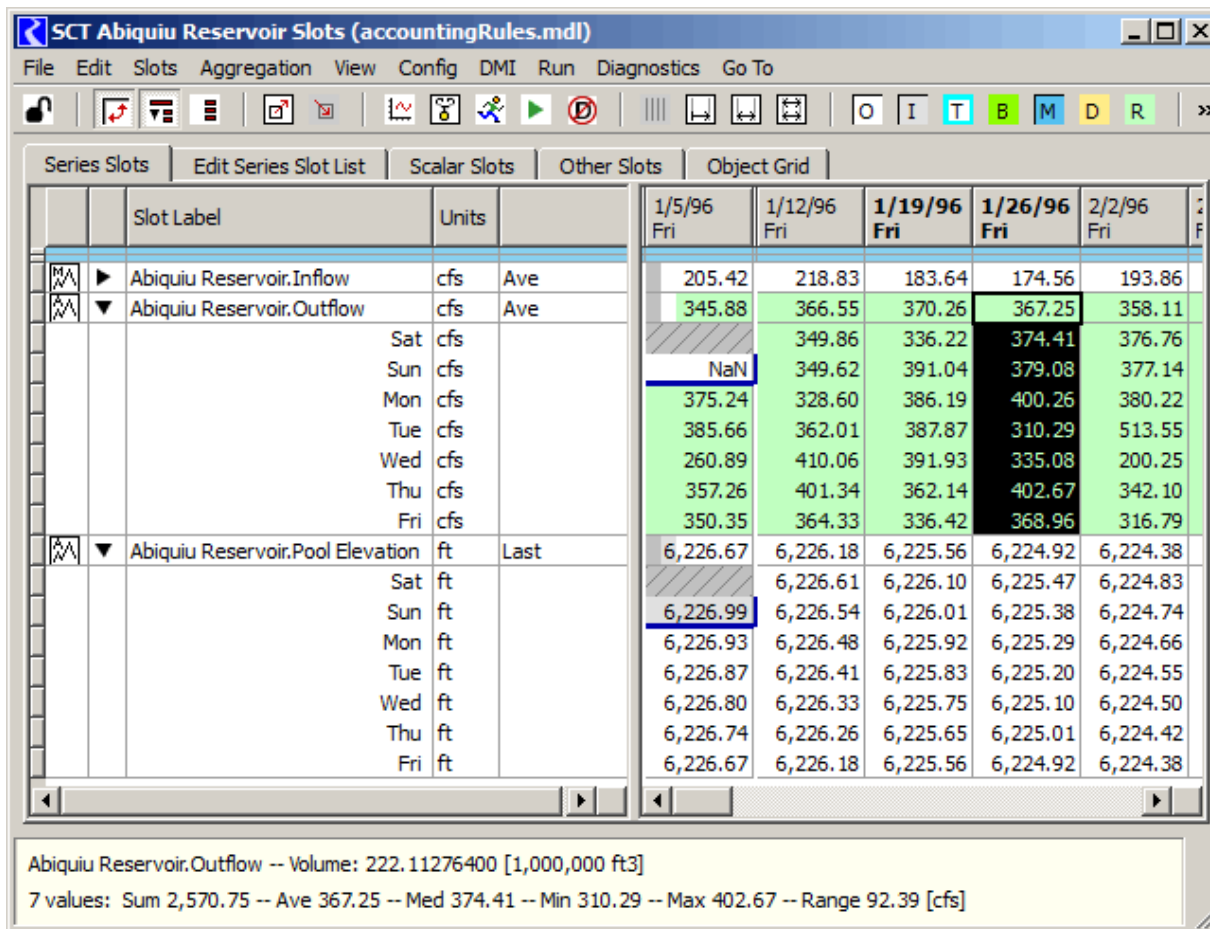 SCT Abiquiu Reservoir Slots (accountingRules.mdl)
File Edit Slots Aggregation View Config DMI Run Diagnostics Go To
D O I T B M D R »
Series Slots Edit Series Slot List Scalar Slots Other Slots Object Grid
Slot Label Units 1/5/96 Fri 1/12/96 Fri 1/19/96 Fri 1/26/96 Fri 2/2/96 Fri
Abiquiu Reservoir.Inflow cfs Ave 205.42 218.83 183.64 174.56 193.86
Abiquiu Reservoir.Outflow cfs Ave 345.88 366.55 370.26 367.25 358.11
Sat cfs 349.86 336.22 374.41 376.76
Sun cfs NaN 349.62 391.04 379.08 377.14
Mon cfs 375.24 328.60 386.19 400.26 380.22
Tue cfs 385.66 362.01 387.87 310.29 513.55
Wed cfs 260.89 410.06 391.93 335.08 200.25
Thu cfs 357.26 401.34 362.14 402.67 342.10
Fri cfs 350.35 364.33 336.42 368.96 316.79
Abiquiu Reservoir.Pool Elevation ft Last 6,226.67 6,226.18 6,225.56 6,224.92 6,224.38
Sat ft 6,226.61 6,226.10 6,225.47 6,224.83
Sun ft 6,226.99 6,226.54 6,226.01 6,225.38 6,224.74
Mon ft 6,226.93 6,226.48 6,225.92 6,225.29 6,224.66
Tue ft 6,226.87 6,226.41 6,225.83 6,225.20 6,224.55
Wed ft 6,226.80 6,226.33 6,225.75 6,225.10 6,224.50
Thu ft 6,226.74 6,226.26 6,225.65 6,225.01 6,224.42
Fri ft 6,226.67 6,226.18 6,225.56 6,224.92 6,224.38
Abiquiu Reservoir.Outflow -- Volume: 222.11276400 [1,000,000 ft3]
7 values: Sum 2,570.75 -- Ave 367.25 -- Med 374.41 -- Min 310.29 -- Max 402.67 -- Range 92.39 [cfs]